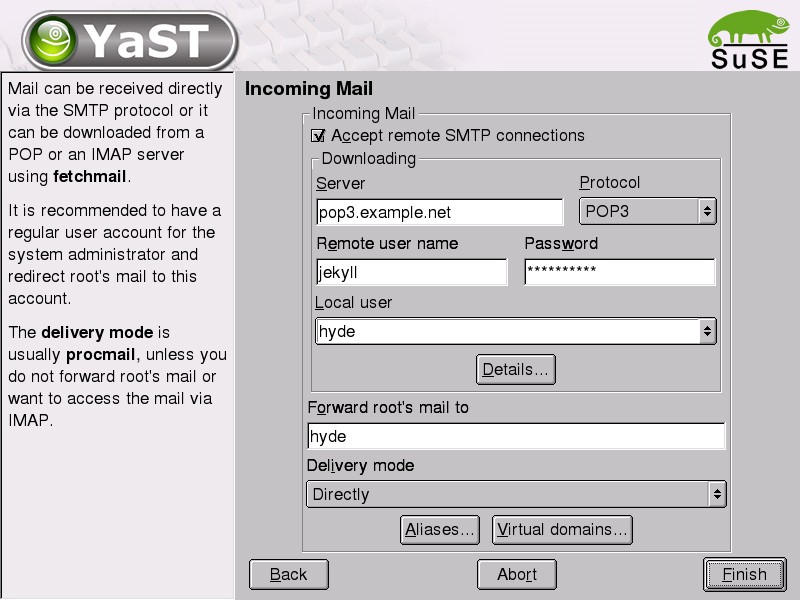 YaST
SuSE
Mail can be received directly
via the SMTP protocol or it
can be downloaded from a
POP or an IMAP server
using fetchmail.
It is recommended to have a
regular user account for the
system administrator and
redirect root's mail to this
account.
The delivery mode is
usually procmail, unless you
do not forward root's mail or
want to access the mail via
IMAP.
Incoming Mail
Incoming Mail
Accept remote SMTP connections
Downloading
Server
Protocol
pop3.example.net
POP3
Remote user name
Password
jekyll
**********
Local user
hyde
Details...
Forward root's mail to
hyde
Delivery mode
Directly
Aliases...
Virtual domains...
Back
Abort
Finish